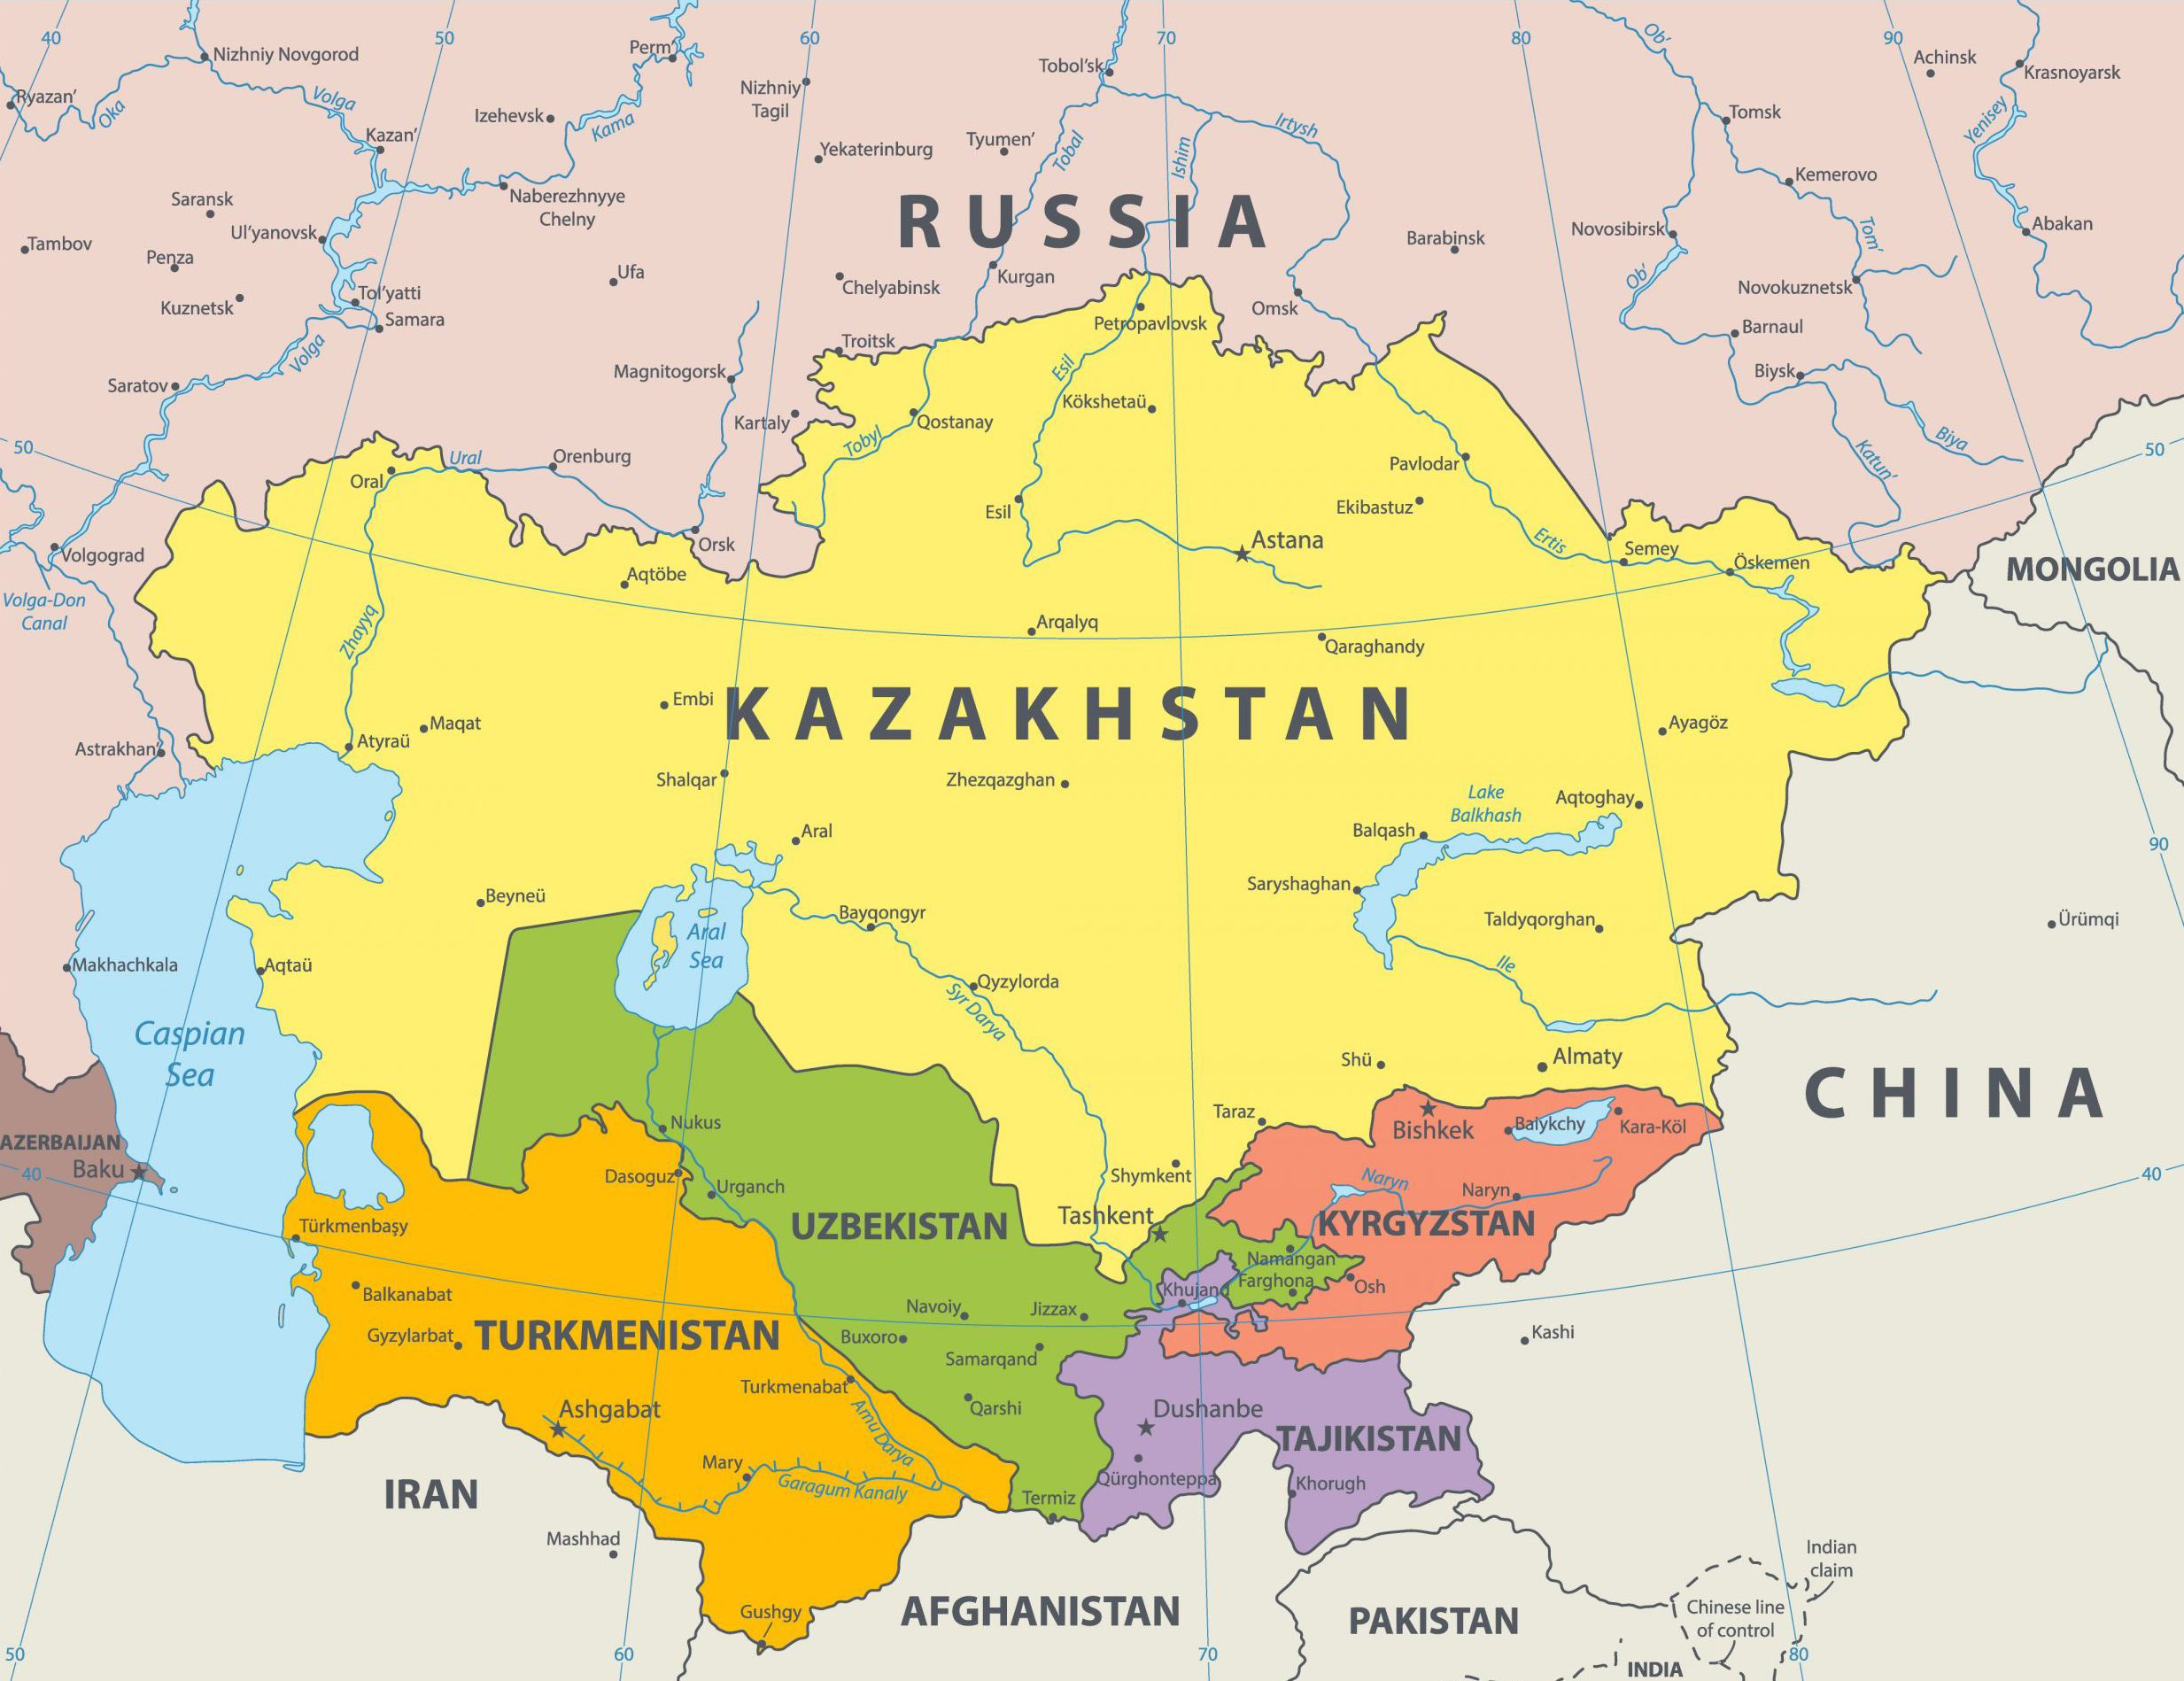 40
50
60
70
80
90
Nizhniy Novgorod
Perm'
Tobol'sk
Ob'
Achinsk
Krasnoyarsk
Ryazan'
Oka
Volga
Izehevsk
Kama
Nizhniy
Tagil
Irtysh
Tomsk
Yenisey
Kazan'
Yekaterinburg
Tyumen'
Tobal
Ishim
Kemerovo
Saransk
Naberezhnyye
Chelny
RUSSIA
Tambov
Ul'yanovsk
Penza
Barabinsk
Novosibirsk
Tom'
Abakan
Ufa
Chelyabinsk
Kurgan
Ob'
Novokuznetsk
Kuznetsk
Tol'yatti
Samara
Omsk
Petropavlovsk
Barnaul
Volga
Troitsk
Saratov
Magnitogorsk
Esil
Biysk
Kartaly
Kökshetaü
Qostanay
Tobyl
Biya
50
50
Ural
Orenburg
Oral
Pavlodar
Katun'
Esil
Ekibastuz
Volgograd
Orsk
Astana
Ertis
Semey
Öskemen
MONGOLIA
Aqtöbe
Volga-Don
Canal
Zhayyq
Arqalyq
Qaraghandy
Embi
KAZAKHSTAN
Maqat
Ayagöz
Astrakhan'
Atyraü
Shalqar
Zhezqazghan
Lake
Balkhash
Aqtoghay
Aral
Balqash
90
Beyneü
Saryshaghan
Bayqongyr
Taldyqorghan
Ürümqi
Aral
Sea
Makhachkala
Aqtaü
Ile
Qyzylorda
Syr Darya
Caspian
Sea
Shü
Almaty
CHINA
Taraz
Nukus
Bishkek
Balykchy
Kara-Köl
AZERBAIJAN
Baku
40
Dasoguz
Urganch
Shymkent
Naryn
Naryn
40
Türkmenbaşy
UZBEKISTAN
Tashkent
KYRGYZSTAN
Namangan
Balkanabat
Khujand
Farghona
Osh
Navoiy
Jizzax
Gyzylarbat
TURKMENISTAN
Buxoro
Samarqand
Kashi
Turkmenabat
Ashgabat
Qarshi
Dushanbe
Amu Darya
TAJIKISTAN
Mary
Garagum Kanaly
Qürghonteppa
Khorugh
IRAN
Termiz
Mashhad
Indian
claim
Gushgy
AFGHANISTAN
PAKISTAN
Chinese line
of control
50
60
70
INDIA
80